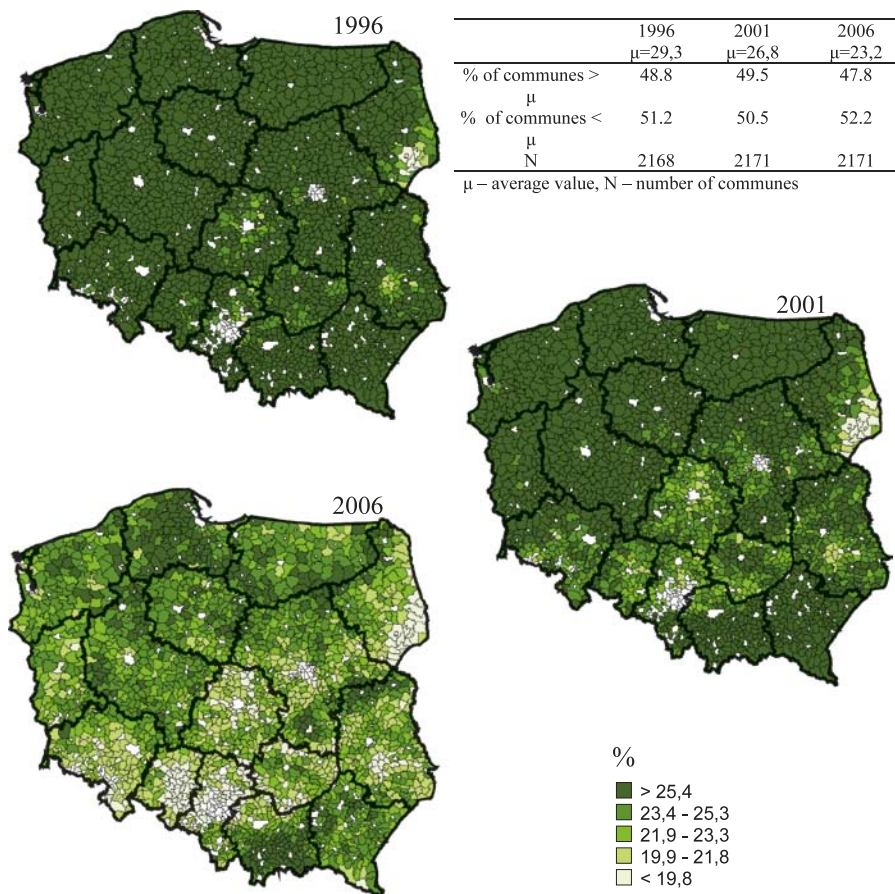 1996
1996 2001 2006
μ=29,3 μ=26,8 μ=23,2
% of communes > 48.8 49.5 47.8
μ
% of communes < 51.2 50.5 52.2
μ
N 2168 2171 2171
μ – average value, N – number of communes
2001
2006
%
> 25,4
23,4 - 25,3
21,9 - 23,3
19,9 - 21,8
< 19,8